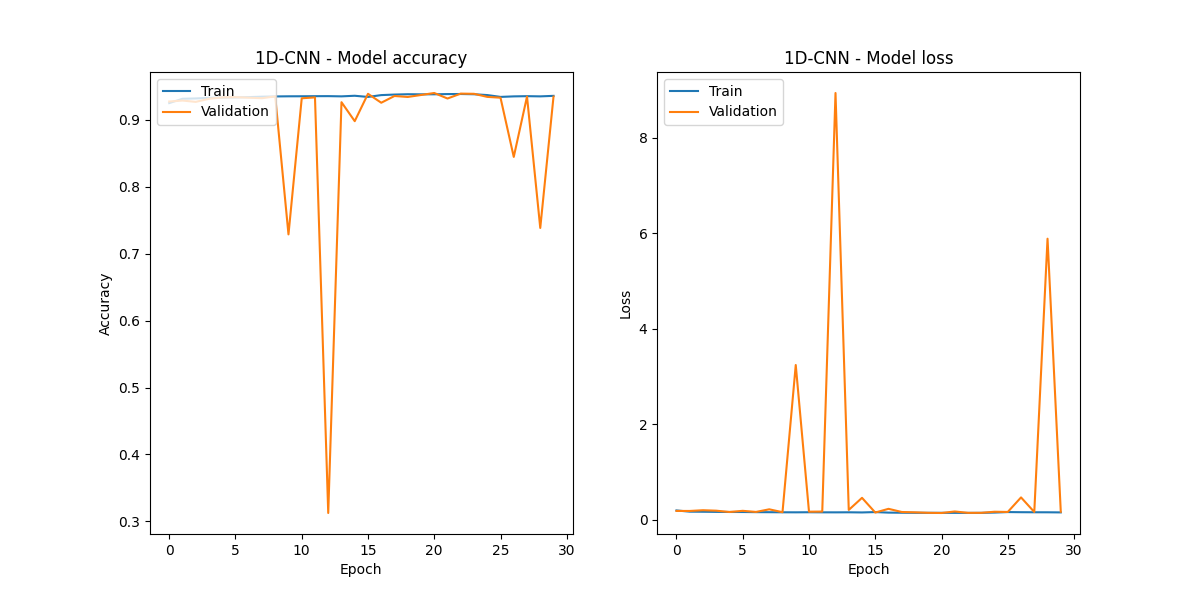 1D-CNN - Model accuracy
Train
Validation
0.9
0.8
0.7
0.6
0.5
0.4
0.3
Accuracy
0 5 10 15 20 25 30
Epoch
1D-CNN - Model loss
Train
Validation
8
6
4
2
0
Loss
0 5 10 15 20 25 30
Epoch